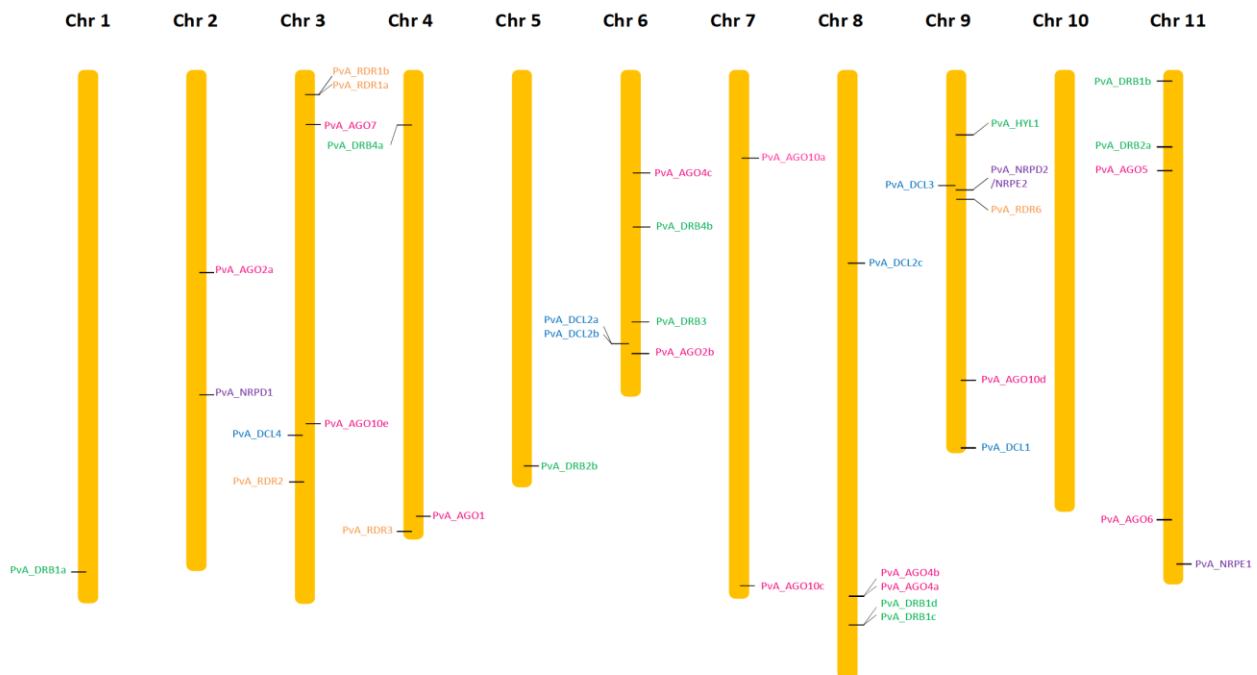 Chr 1
Chr 2
Chr 3
Chr 4
Chr 5
Chr 6
Chr 7
Chr 8
Chr 9
Chr 10
Chr 11
PvA_DRB1a
PvA_AGO2a
PvA_NRPD1
PvA_RDR1b
PvA_RDR1a
PvA_AGO7
PvA_AGO10e
PvA_DCL4
PvA_RDR2
PvA_DRB4a
PvA_AGO1
PvA_RDR3
PvA_DRB2b
PvA_AGO4c
PvA_DRB4b
PvA_DRB3
PvA_DCL2a
PvA_DCL2b
PvA_AGO2b
PvA_AGO10a
PvA_AGO10c
PvA_DCL2c
PvA_AGO4b
PvA_AGO4a
PvA_DRB1d
PvA_DRB1c
PvA_HYL1
PvA_DCL3
PvA_NRPD2
/NRPE2
PvA_RDR6
PvA_AGO10d
PvA_DCL1
PvA_DRB1b
PvA_DRB2a
PvA_AGO5
PvA_AGO6
PvA_NRPE1